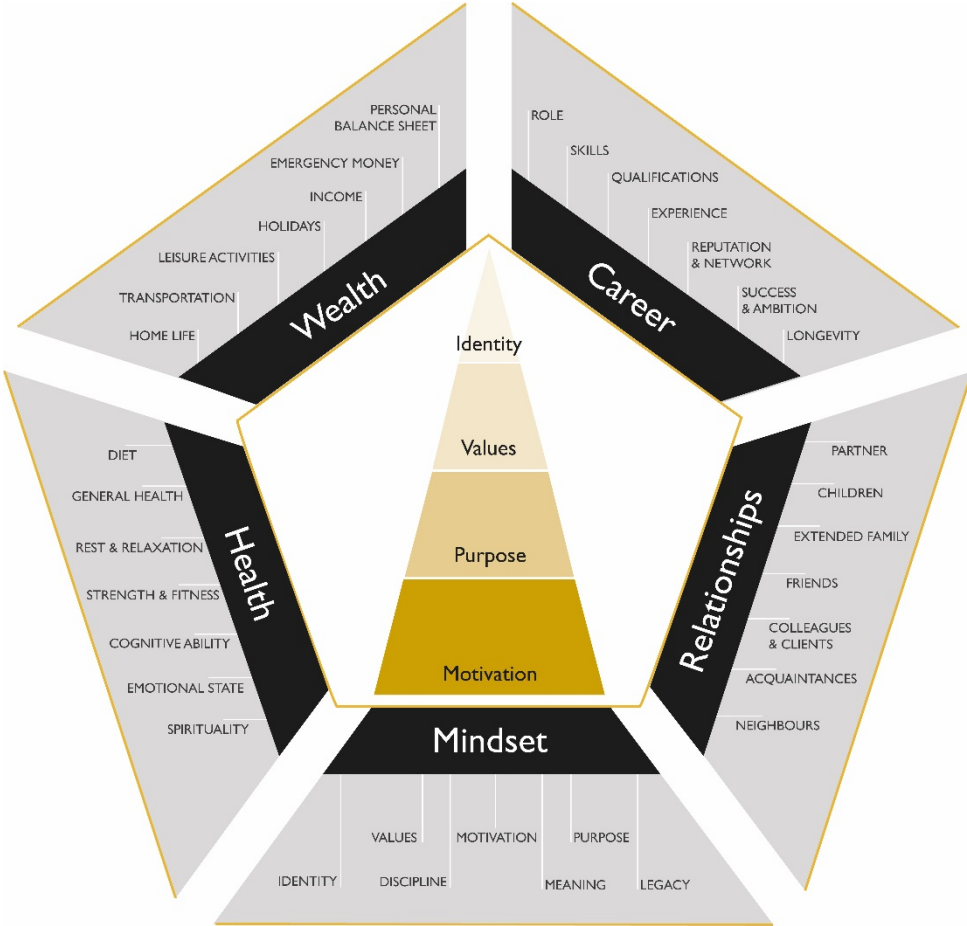 PERSONAL
BALANCE SHEET
EMERGENCY MONEY
INCOME
HOLIDAYS
LEISURE ACTIVITIES
TRANSPORTATION
HOME LIFE
Wealth
ROLE
SKILLS
QUALIFICATIONS
EXPERIENCE
REPUTATION
& NETWORK
SUCCESS
& AMBITION
LONGEVITY
Career
Identity
Values
Purpose
Motivation
DIET
GENERAL HEALTH
REST & RELAXATION
STRENGTH & FITNESS
COGNITIVE ABILITY
EMOTIONAL STATE
SPIRITUALITY
Health
PARTNER
CHILDREN
EXTENDED FAMILY
FRIENDS
COLLEAGUES
& CLIENTS
ACQUAINTANCES
NEIGHBOURS
Relationships
Mindset
IDENTITY
VALUES
DISCIPLINE
MOTIVATION
MEANING
PURPOSE
LEGACY